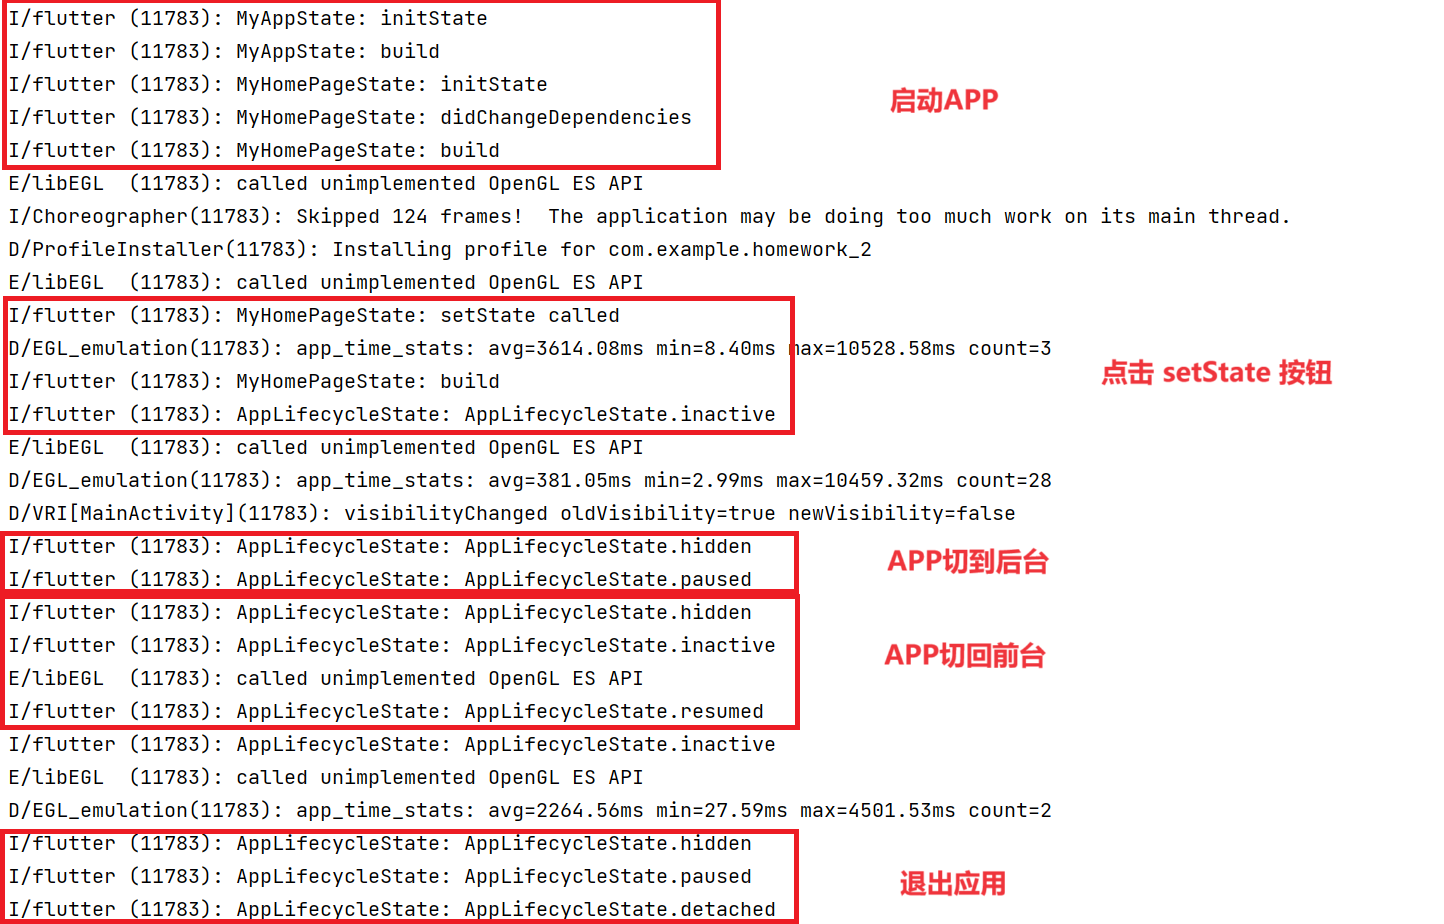 I/flutter (11783): MyAppState: initState
I/flutter (11783): MyAppState: build
I/flutter (11783): MyHomePageState: initState
启动APP
I/flutter (11783): MyHomePageState: didChangeDependencies
I/flutter (11783): MyHomePageState: build
E/libEGL  (11783): called unimplemented OpenGL ES API
I/Choreographer(11783): Skipped 124 frames!  The application may be doing too much work on its main thread.
D/ProfileInstaller(11783): Installing profile for com.example.homework_2
E/libEGL  (11783): called unimplemented OpenGL ES API
I/flutter (11783): MyHomePageState: setState called
D/EGL_emulation(11783): app_time_stats: avg=3614.08ms min=8.40ms max=10528.58ms count=3
点击 setState 按钮
I/flutter (11783): MyHomePageState: build
I/flutter (11783): AppLifecycleState: AppLifecycleState.inactive
E/libEGL  (11783): called unimplemented OpenGL ES API
D/EGL_emulation(11783): app_time_stats: avg=381.05ms min=2.99ms max=10459.32ms count=28
D/VRI[MainActivity](11783): visibilityChanged oldVisibility=true newVisibility=false
I/flutter (11783): AppLifecycleState: AppLifecycleState.hidden
APP切到后台
I/flutter (11783): AppLifecycleState: AppLifecycleState.paused
I/flutter (11783): AppLifecycleState: AppLifecycleState.hidden
I/flutter (11783): AppLifecycleState: AppLifecycleState.inactive
APP切回前台
E/libEGL  (11783): called unimplemented OpenGL ES API
I/flutter (11783): AppLifecycleState: AppLifecycleState.resumed
I/flutter (11783): AppLifecycleState: AppLifecycleState.inactive
E/libEGL  (11783): called unimplemented OpenGL ES API
D/EGL_emulation(11783): app_time_stats: avg=2264.56ms min=27.59ms max=4501.53ms count=2
I/flutter (11783): AppLifecycleState: AppLifecycleState.hidden
I/flutter (11783): AppLifecycleState: AppLifecycleState.paused
退出应用
I/flutter (11783): AppLifecycleState: AppLifecycleState.detached